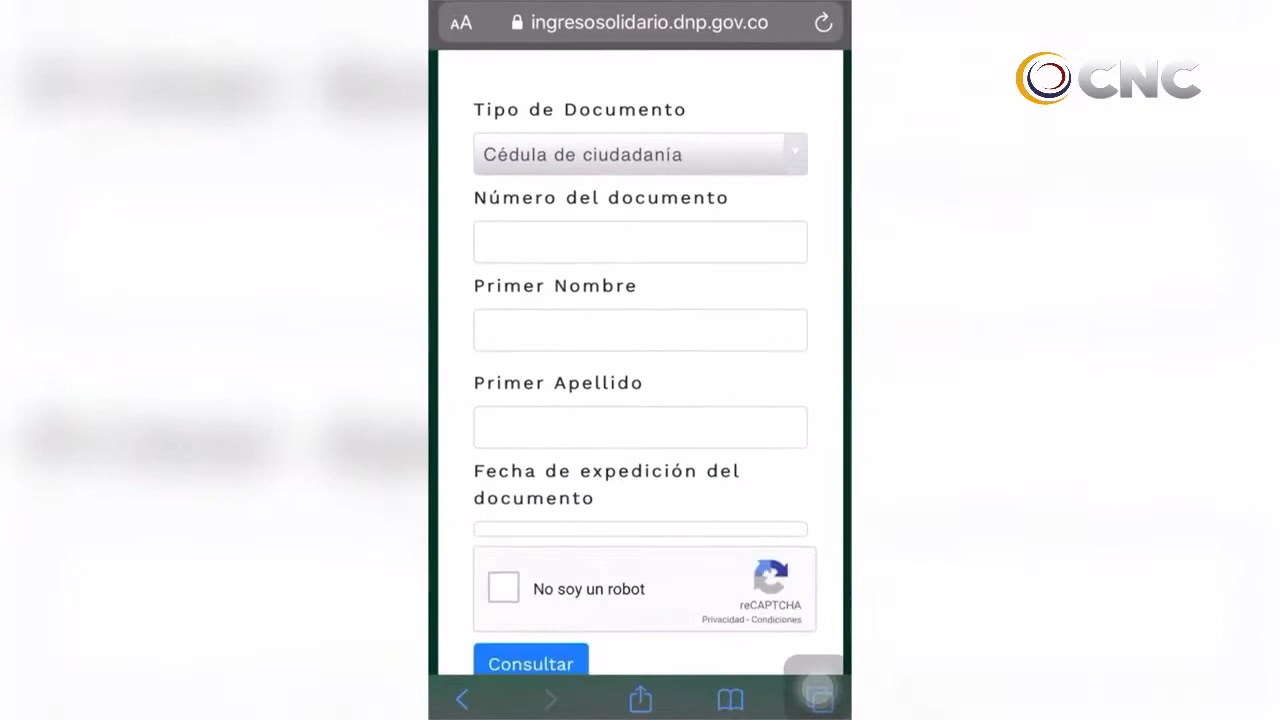 AA ingresosolidario.dnp.gov.co
CNC
Tipo de Documento
Cédula de ciudadanía
Número del documento
Primer Nombre
Primer Apellido
Fecha de expedición del
documento
No soy un robot
reCAPTCHA
Privacidad - Condiciones
Consultar